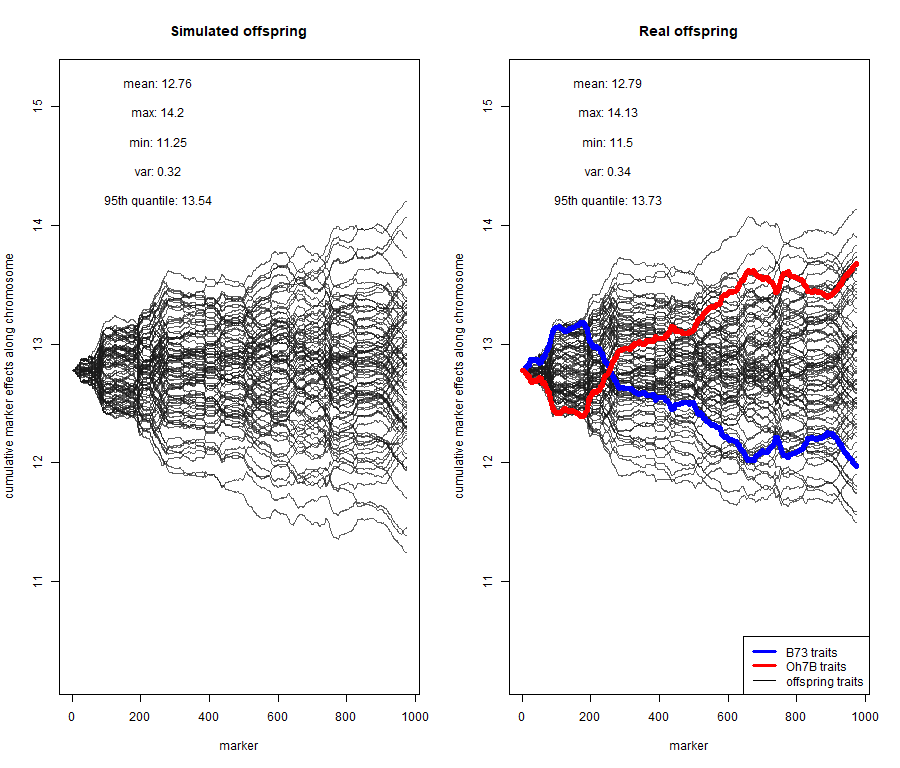 Simulated offspring
mean: 12.76
max: 14.2
min: 11.25
var: 0.32
95th quantile: 13.54
cumulative marker effects along chromosome
15
14
13
12
11
0 200 400 600 800 1000
marker
Real offspring
mean: 12.79
max: 14.13
min: 11.5
var: 0.34
95th quantile: 13.73
cumulative marker effects along chromosome
15
14
13
12
11
B73 traits
Oh7B traits
offspring traits
0 200 400 600 800 1000
marker